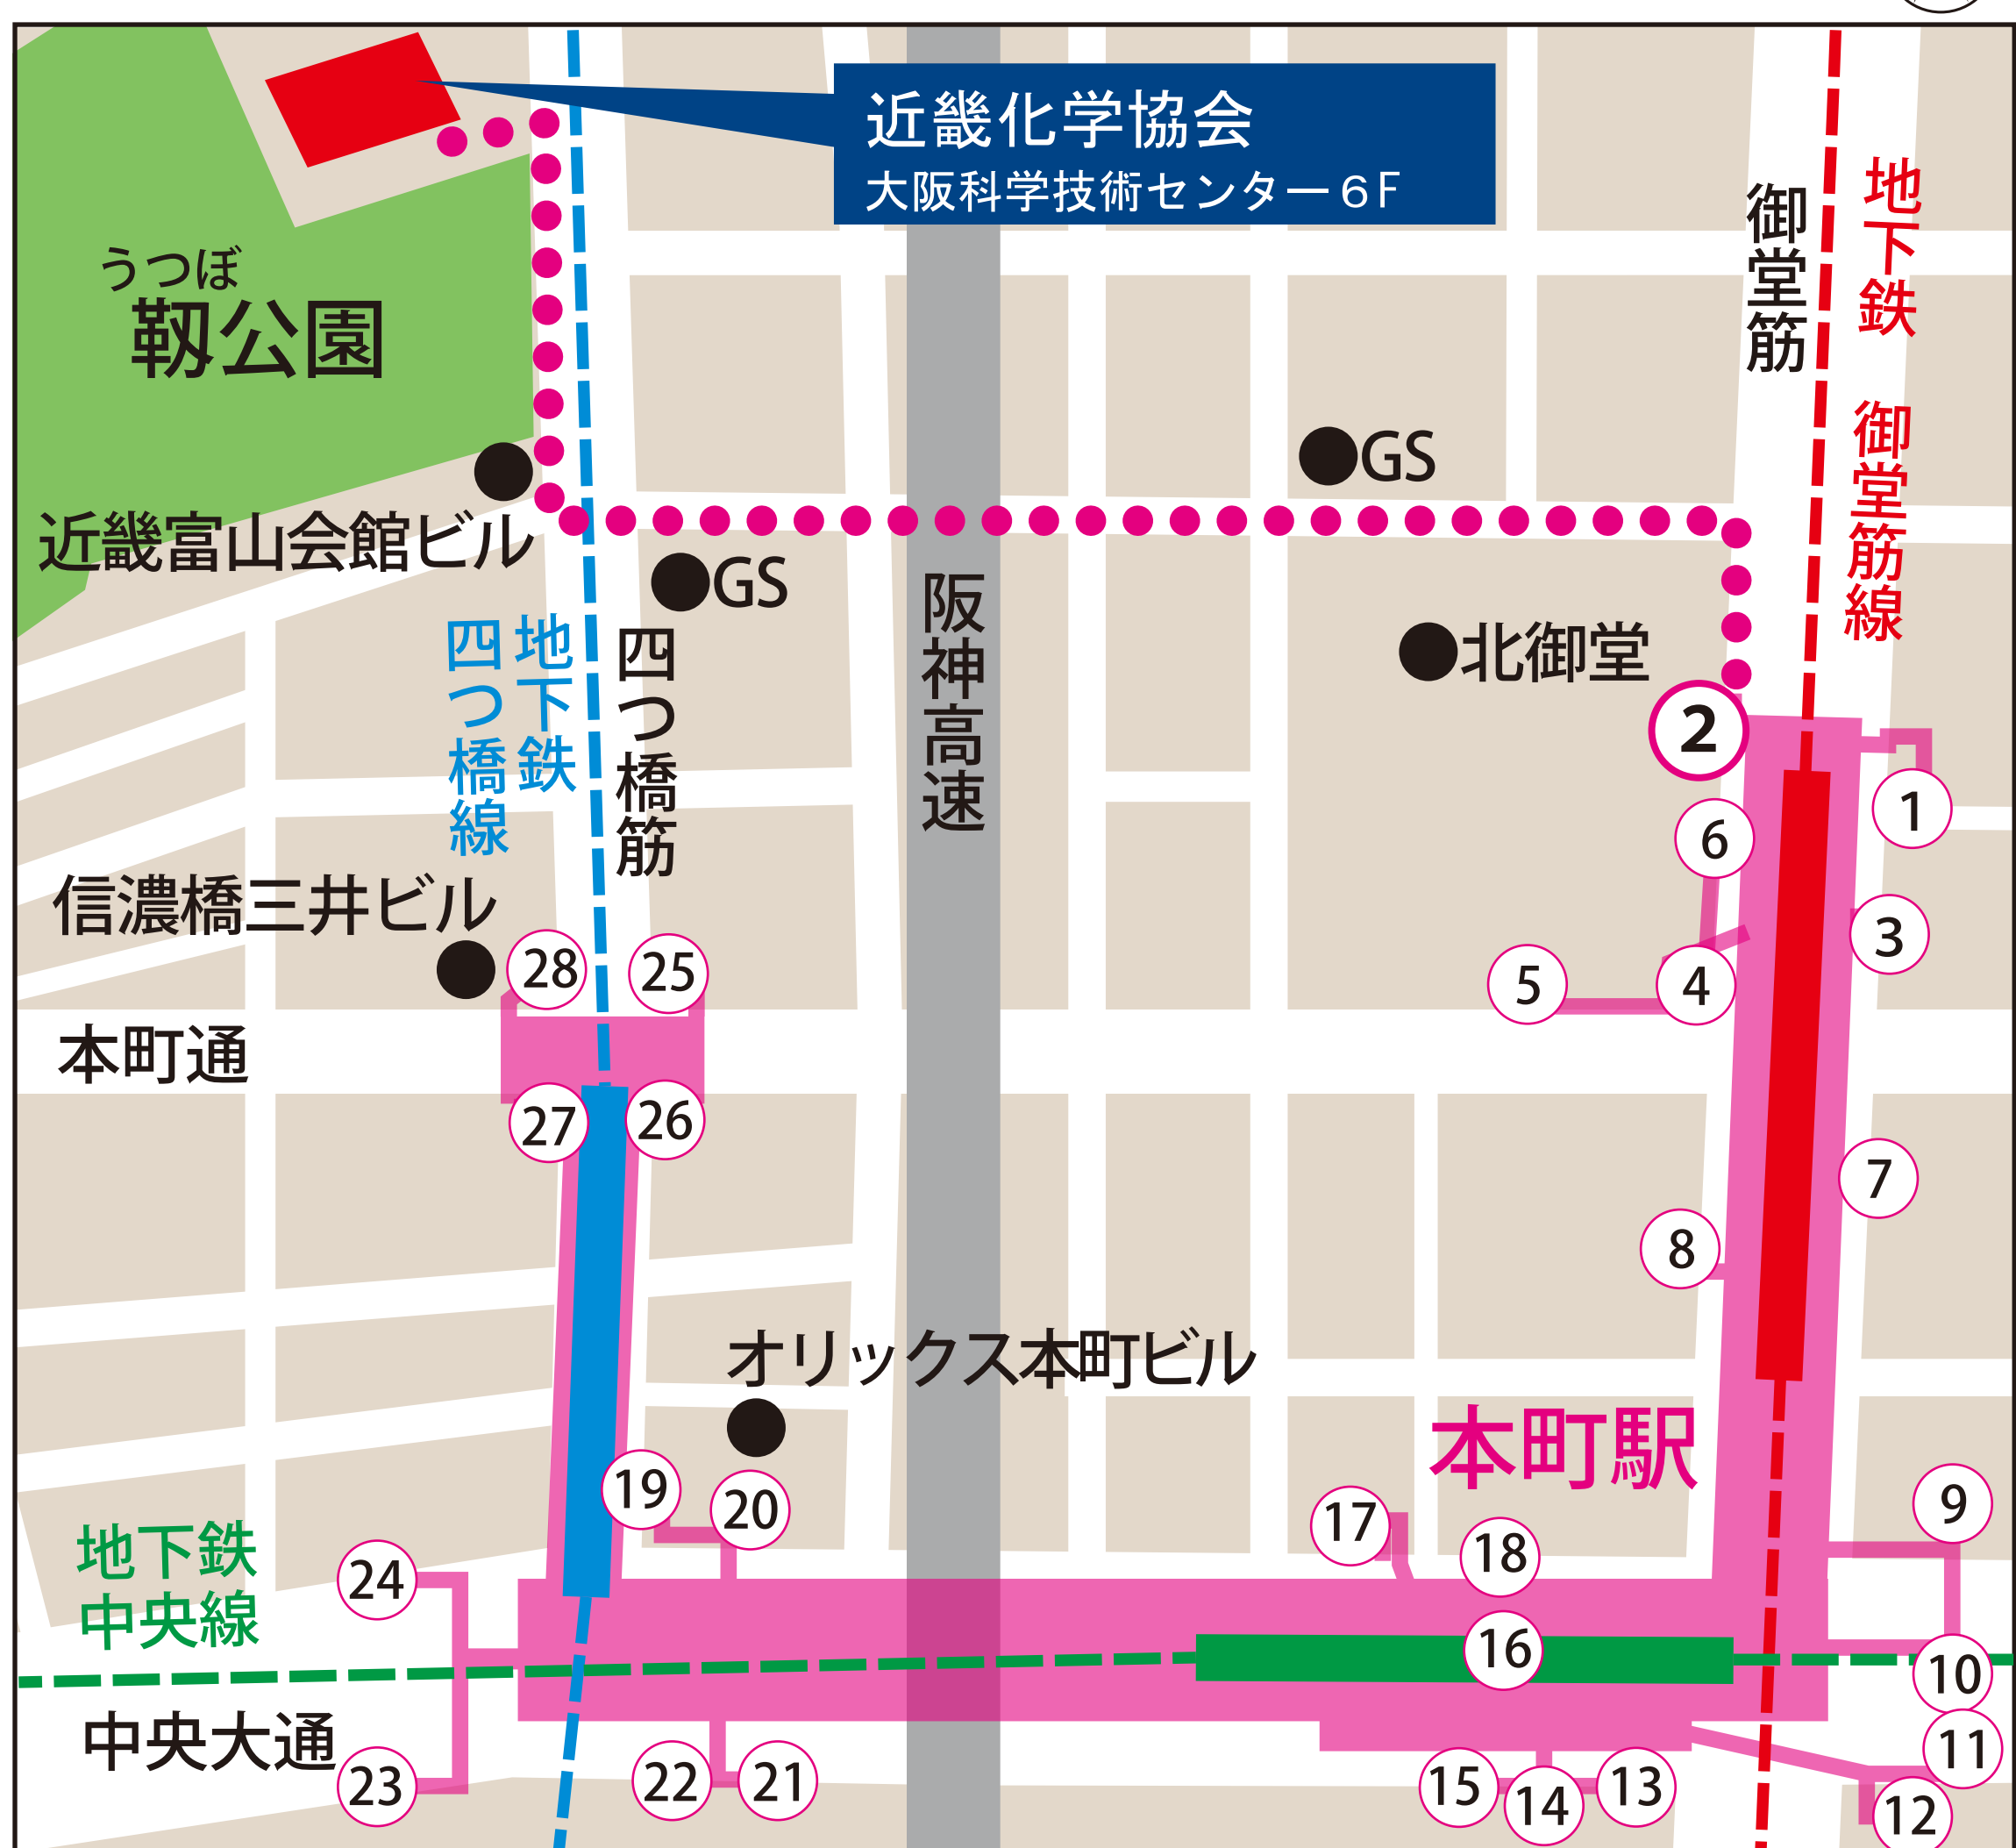 近畿化学協会
大阪科学技術センター６Ｆ
うつぼ
靱公園
御堂筋
地下鉄
御堂筋線
GS
近畿富山会館ビル
GS
北御堂
阪神高速
地下鉄
四つ橋線
四つ橋筋
2
1
6
3
5
4
信濃橋三井ビル
28
25
本町通
27
26
7
8
オリックス本町ビル
本町駅
19
20
17
18
9
地下鉄
中央線
24
16
10
中央大通
11
23
22
21
15
14
13
12